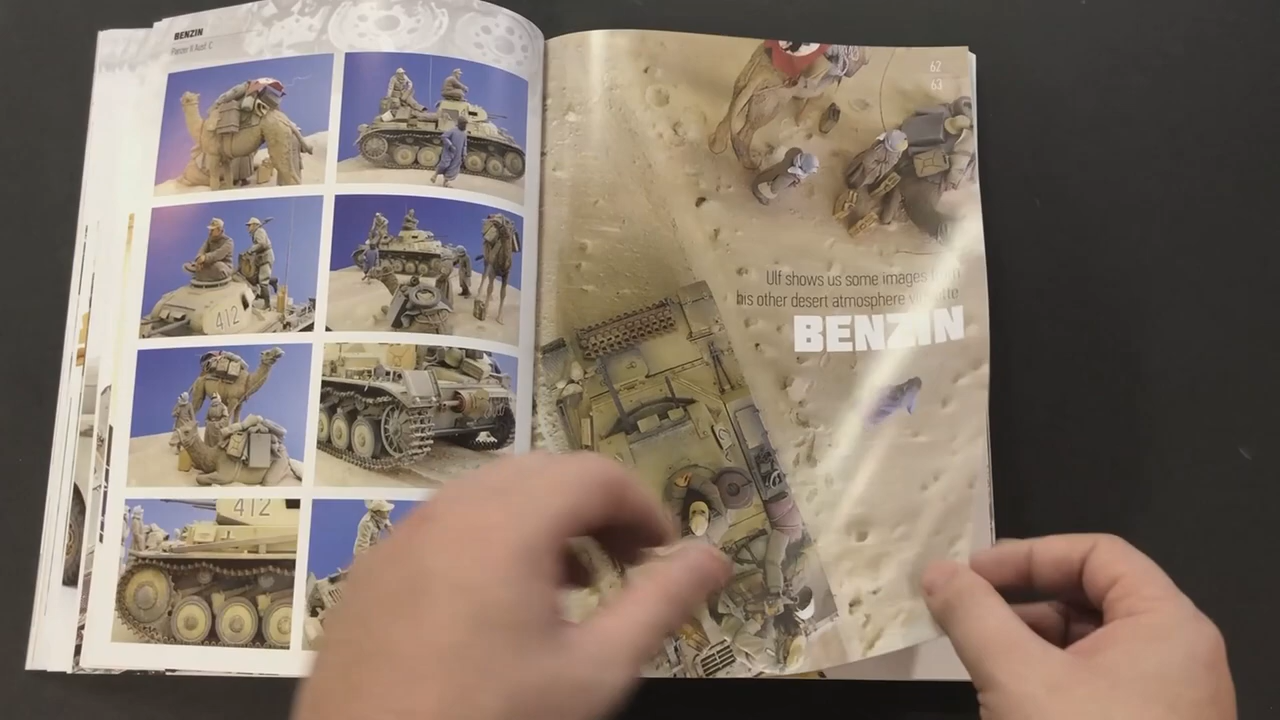 BENZIN
Panzer II Ausf. C
412
412
62
63
Ulf shows us some images
his other desert atmosphere
BENZIN